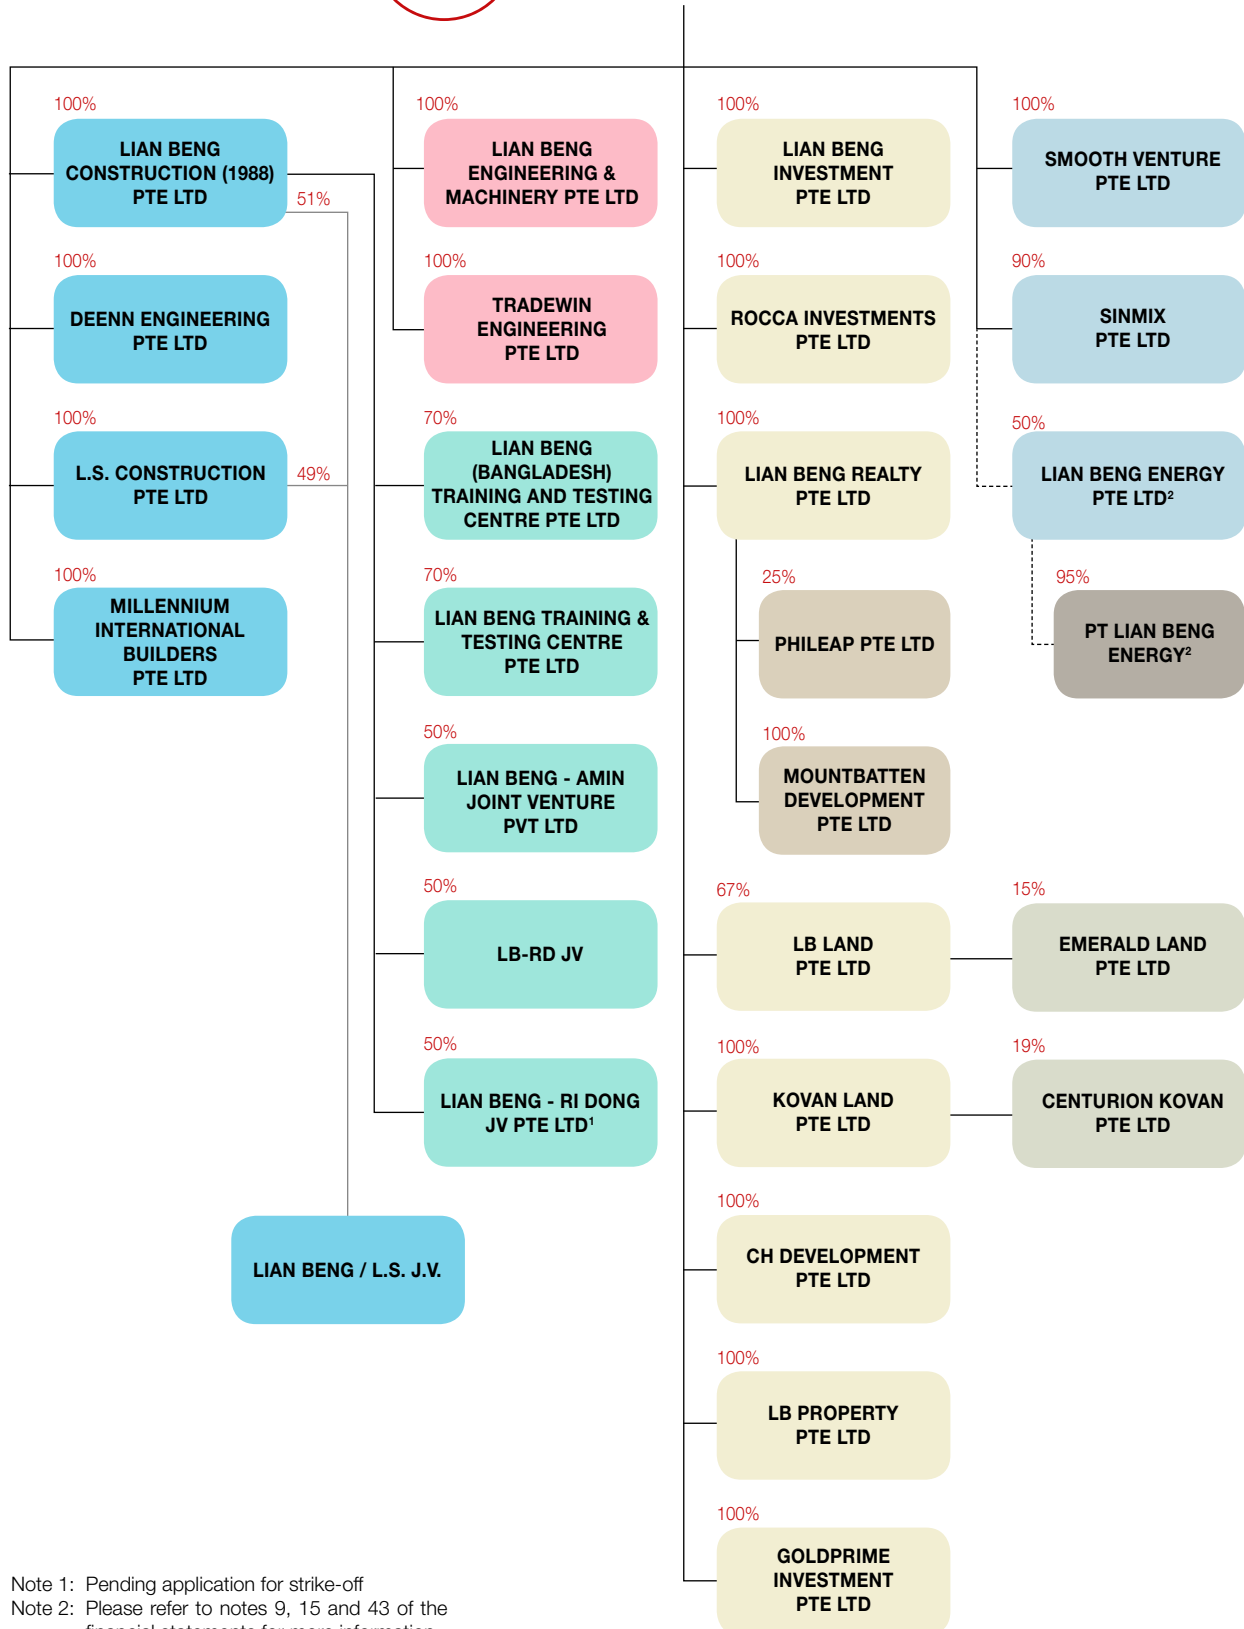 100%
LIAN BENG
CONSTRUCTION (1988)
PTE LTD
51%
100%
DEENN ENGINEERING
PTE LTD
100%
L.S. CONSTRUCTION
PTE LTD
49%
100%
MILLENNIUM
INTERNATIONAL
BUILDERS
PTE LTD
LIAN BENG / L.S. J.V.
100%
LIAN BENG
ENGINEERING &
MACHINERY PTE LTD
100%
TRADEWIN
ENGINEERING
PTE LTD
70%
LIAN BENG
(BANGLADESH)
TRAINING AND TESTING
CENTRE PTE LTD
70%
LIAN BENG TRAINING &
TESTING CENTRE
PTE LTD
50%
LIAN BENG - AMIN
JOINT VENTURE
PVT LTD
50%
LB-RD JV
50%
LIAN BENG - RI DONG
JV PTE LTD¹
100%
LIAN BENG
INVESTMENT
PTE LTD
100%
ROCCA INVESTMENTS
PTE LTD
100%
LIAN BENG REALTY
PTE LTD
25%
PHILEAP PTE LTD
100%
MOUNTBATTEN
DEVELOPMENT
PTE LTD
67%
LB LAND
PTE LTD
100%
KOVAN LAND
PTE LTD
100%
CH DEVELOPMENT
PTE LTD
100%
LB PROPERTY
PTE LTD
100%
GOLDPRIME
INVESTMENT
PTE LTD
100%
SMOOTH VENTURE
PTE LTD
90%
SINMIX
PTE LTD
50%
LIAN BENG ENERGY
PTE LTD²
95%
PT LIAN BENG
ENERGY²
15%
EMERALD LAND
PTE LTD
19%
CENTURION KOVAN
PTE LTD
Note 1: Pending application for strike-off
Note 2: Please refer to notes 9, 15 and 43 of the
financial statements for more information